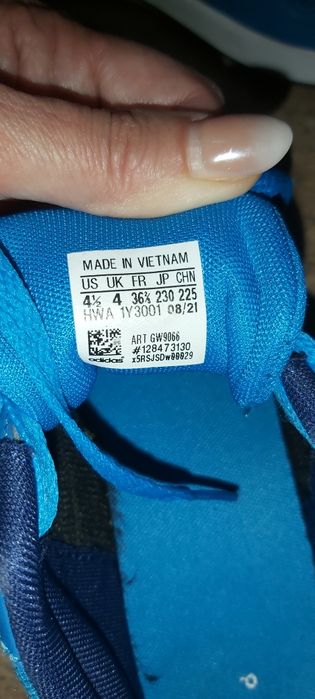 MADE IN VIETNAM
US UK FR JP CHN
4½ 4 36⅔ 230 225
HWA 1Y3001 08/21
ART GW9066
#128473130
adidas x5RSJSDw00029